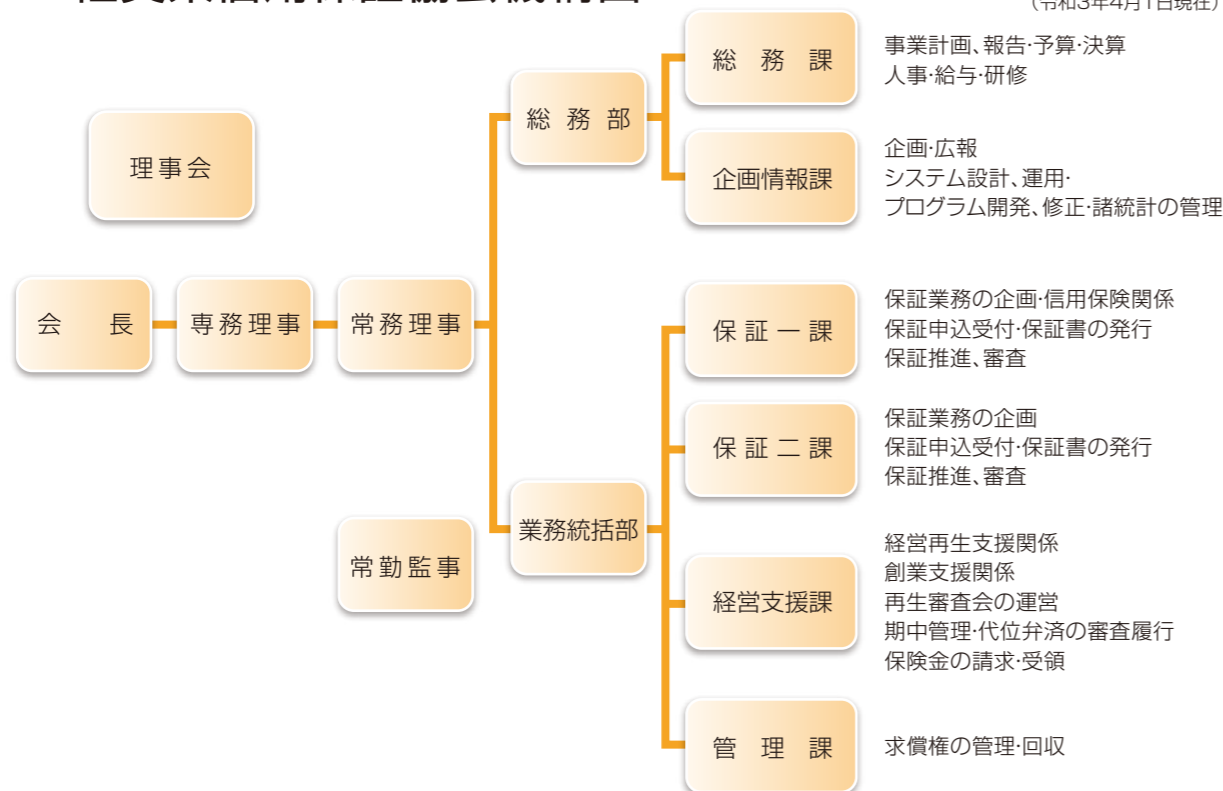 (令和3年4月1日現在)
総務課
事業計画、報告･予算･決算
人事･給与･研修
総務部
理事会
企画情報課
企画･広報
システム設計、運用･
プログラム開発、修正･諸統計の管理
会長
専務理事
常務理事
保証一課
保証業務の企画･信用保険関係
保証申込受付･保証書の発行
保証推進、審査
保証二課
保証業務の企画
保証申込受付･保証書の発行
保証推進、審査
業務統括部
常勤監事
経営支援課
経営再生支援関係
創業支援関係
再生審査会の運営
期中管理･代位弁済の審査履行
保険金の請求･受領
管理課
求償権の管理･回収